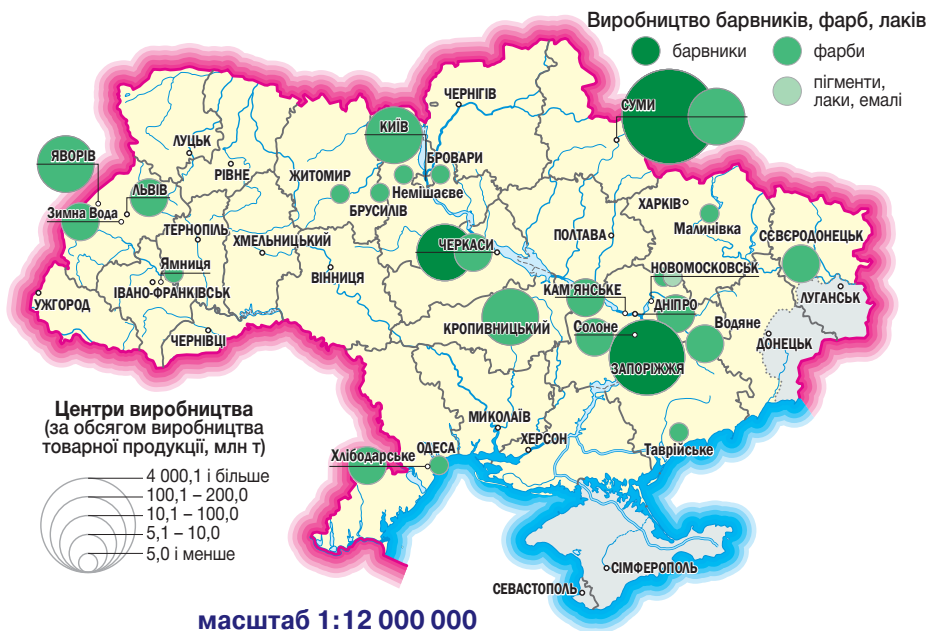 Виробництво барвників, фарб, лаків
барвники
фарби
пігменти,
лаки, емалі
ЧЕРНІГІВ
СУМИ
КИЇВ
ЛУЦЬК
РІВНЕ
ЯВОРІВ
ЖИТОМИР
БРОВАРИ
Немішаєве
БРУСИЛІВ
ЛЬВІВ
Зимна Вода
ХАРКІВ
Малинівка
ТЕРНОПІЛЬ
ХМЕЛЬНИЦЬКИЙ
ПОЛТАВА
ЧЕРКАСИ
СЄВЄРОДОНЕЦЬК
Ямниця
ВІННИЦЯ
НОВОМОСКОВСЬК
ІВАНО-ФРАНКІВСЬК
КАМ'ЯНСЬКЕ
ЛУГАНСЬК
УЖГОРОД
ДНІПРО
КРОПИВНИЦЬКИЙ
Солоне
Водяне
ЧЕРНІВЦІ
ДОНЕЦЬК
ЗАПОРІЖЖЯ
Центри виробництва
(за обсягом виробництва
товарної продукції, млн т)
4 000,1 і більше
100,1 – 200,0
10,1 – 100,0
5,1 – 10,0
5,0 і менше
МИКОЛАЇВ
ХЕРСОН
ОДЕСА
Хлібодарське
Таврійське
СІМФЕРОПОЛЬ
СЕВАСТОПОЛЬ
масштаб 1:12 000 000